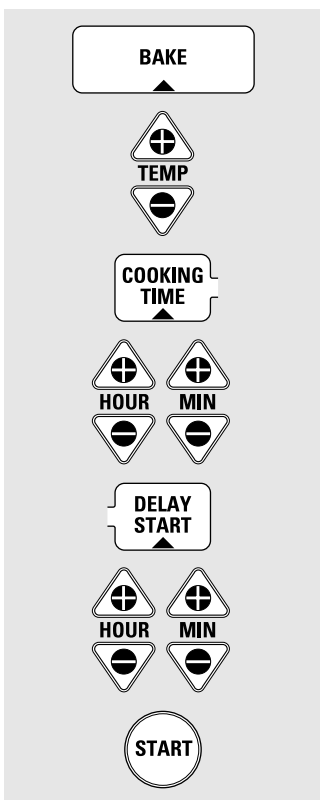 BAKE
TEMP
COOKING
TIME
HOUR MIN
DELAY
START
HOUR MIN
START